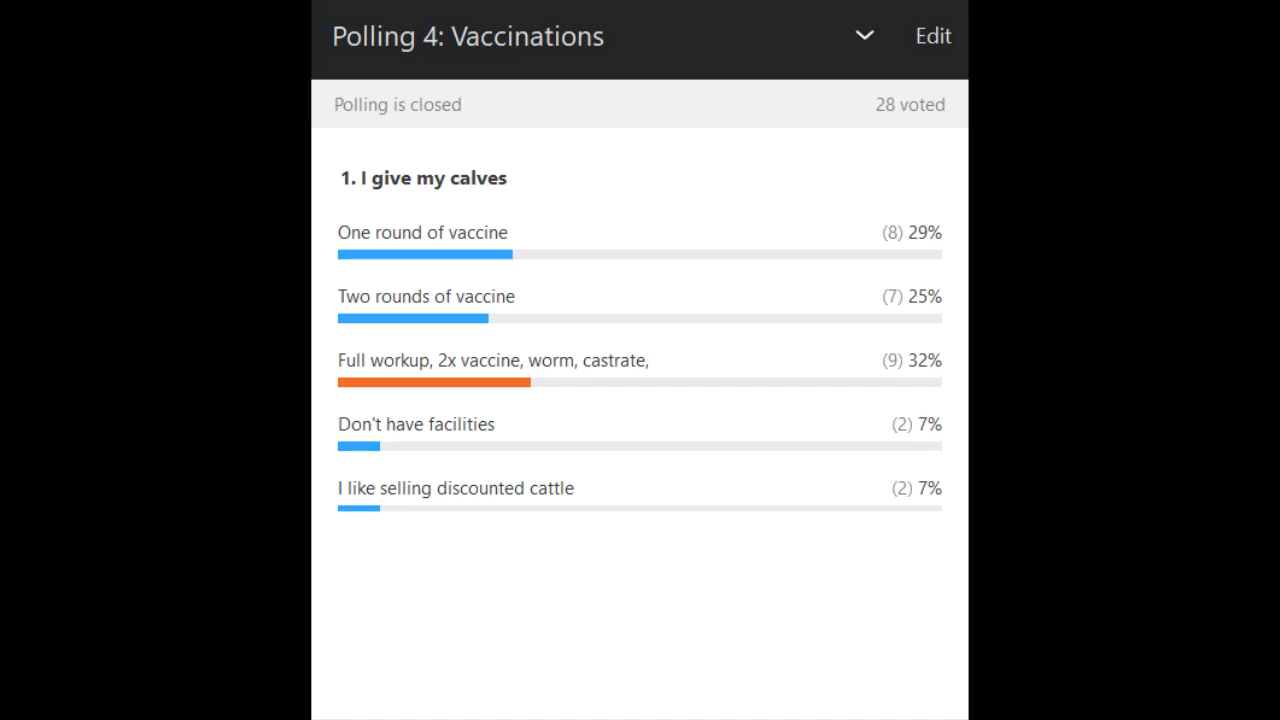 Polling 4: Vaccinations Edit
Polling is closed 28 voted
1. I give my calves
One round of vaccine (8) 29%
Two rounds of vaccine (7) 25%
Full workup, 2x vaccine, worm, castrate, (9) 32%
Don't have facilities (2) 7%
I like selling discounted cattle (2) 7%